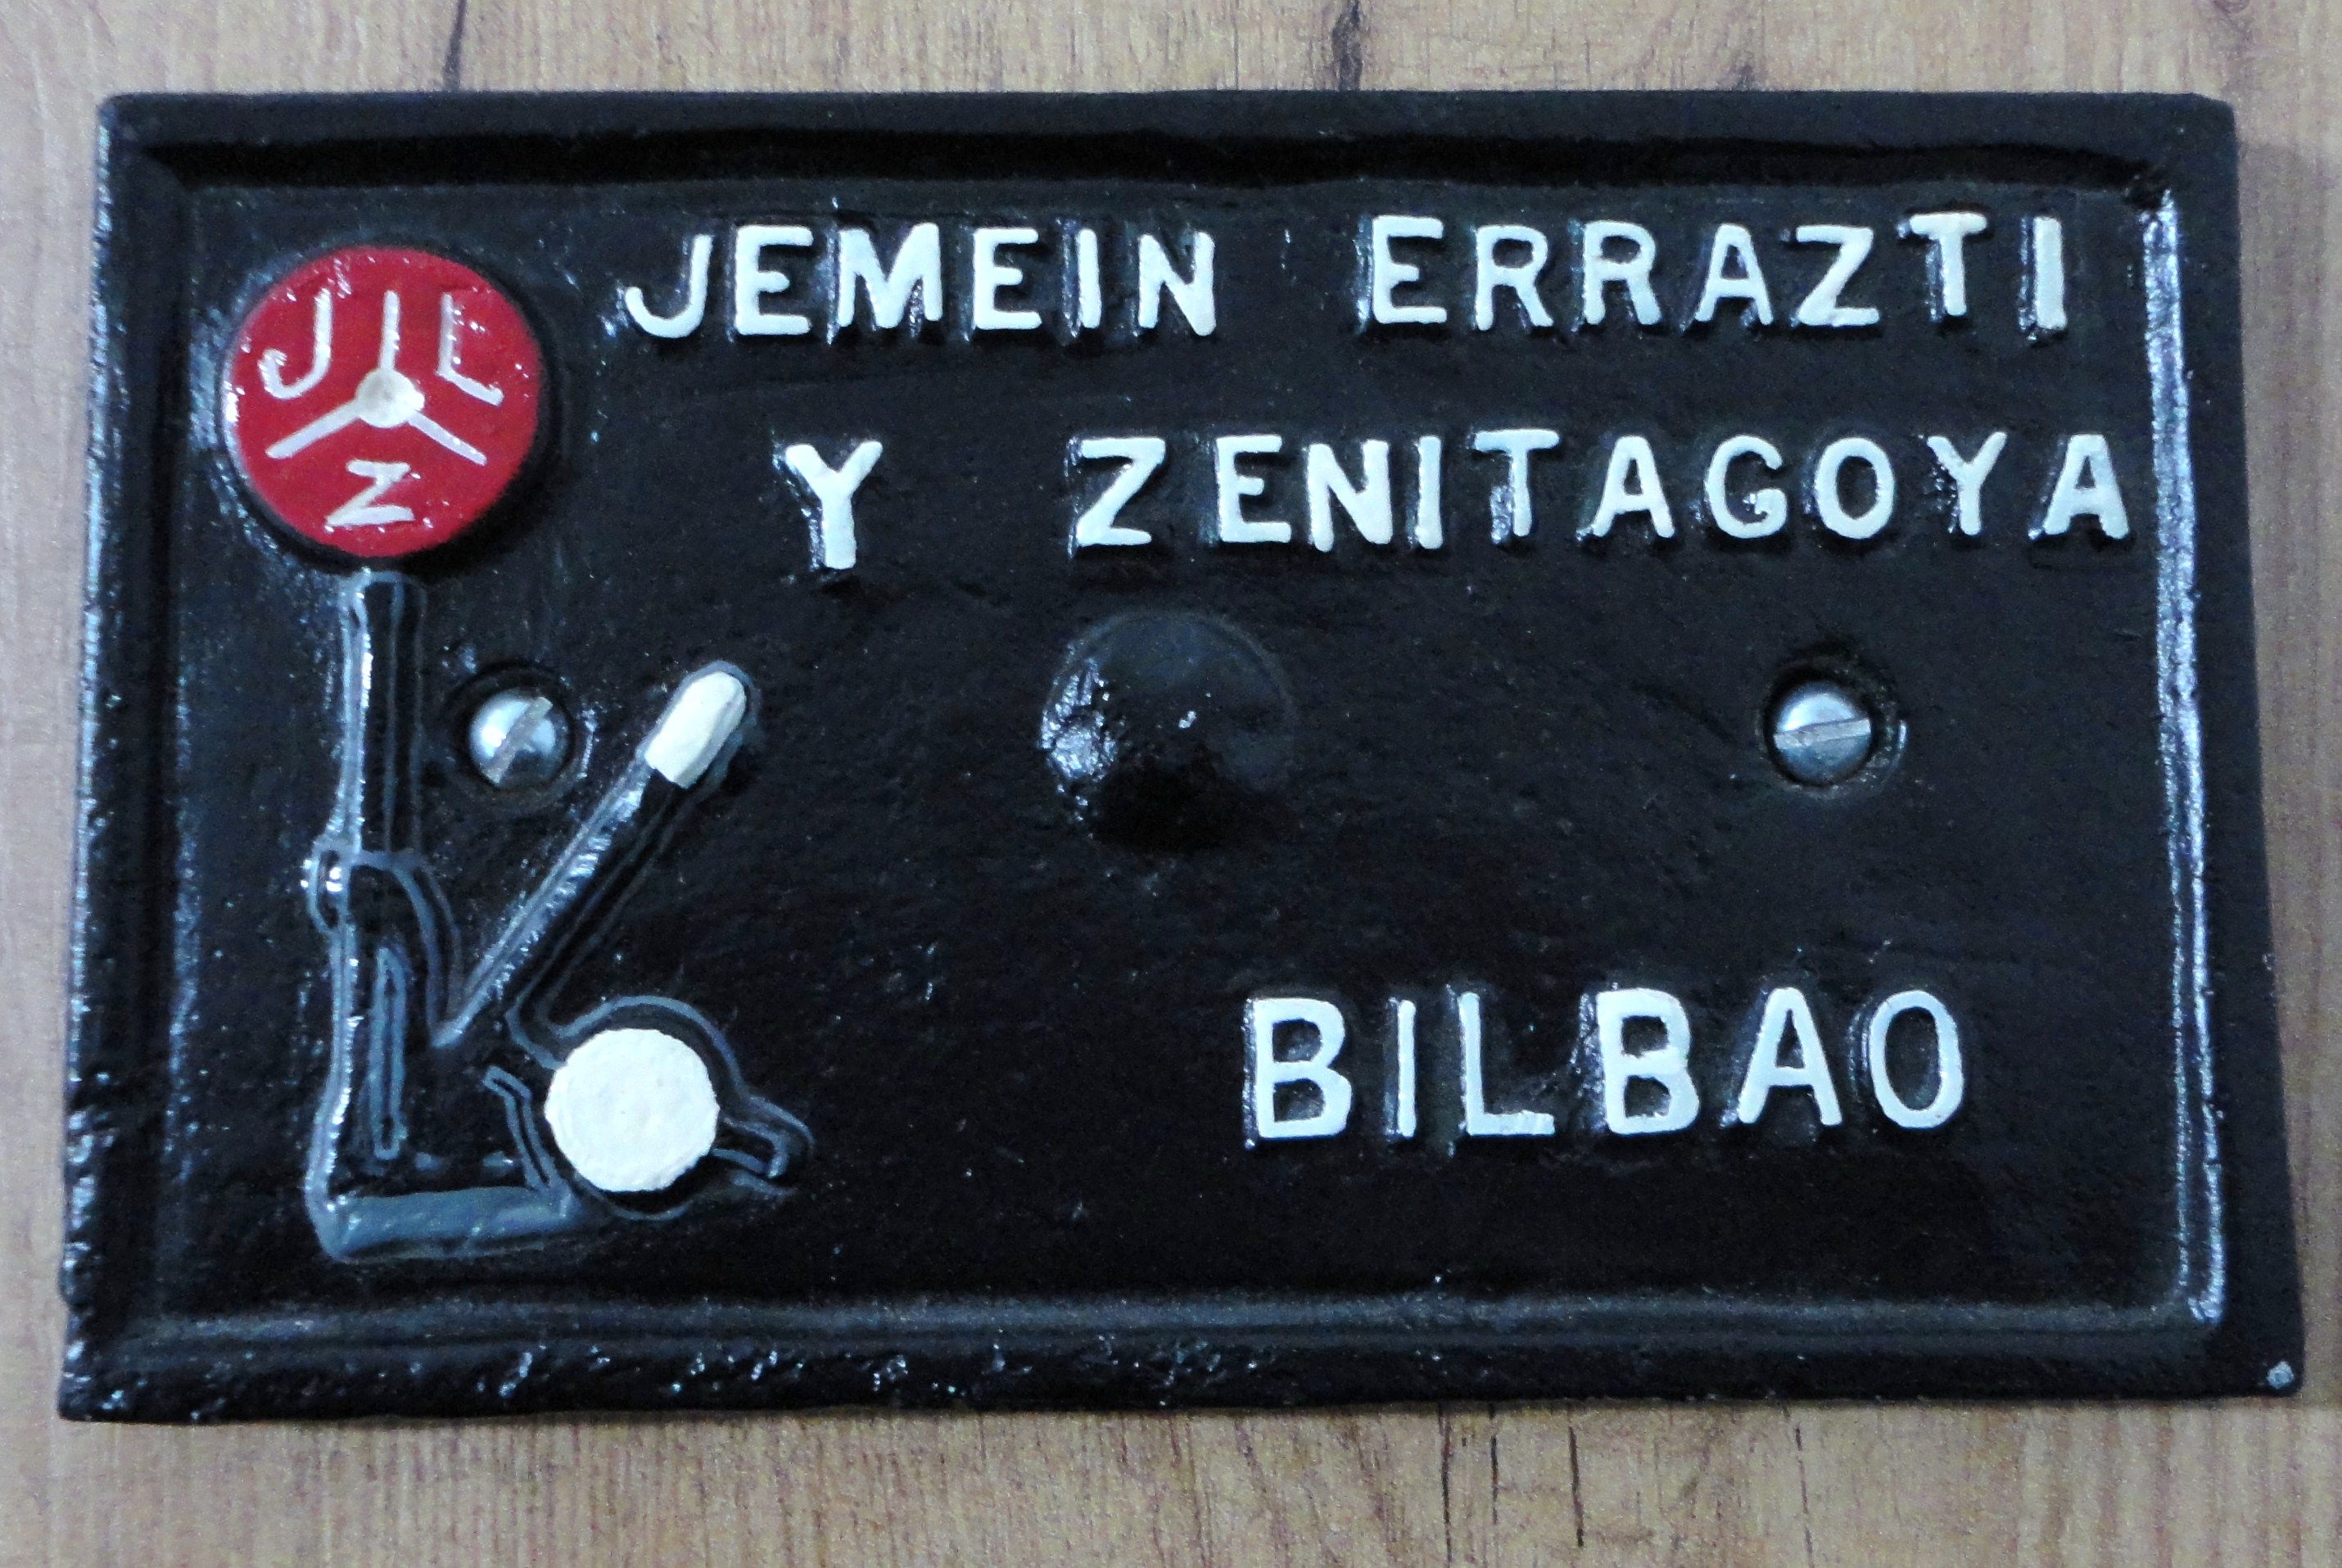 J L
Z
JEMEIN ERRAZTI
Y ZENITAGOYA
BILBAO